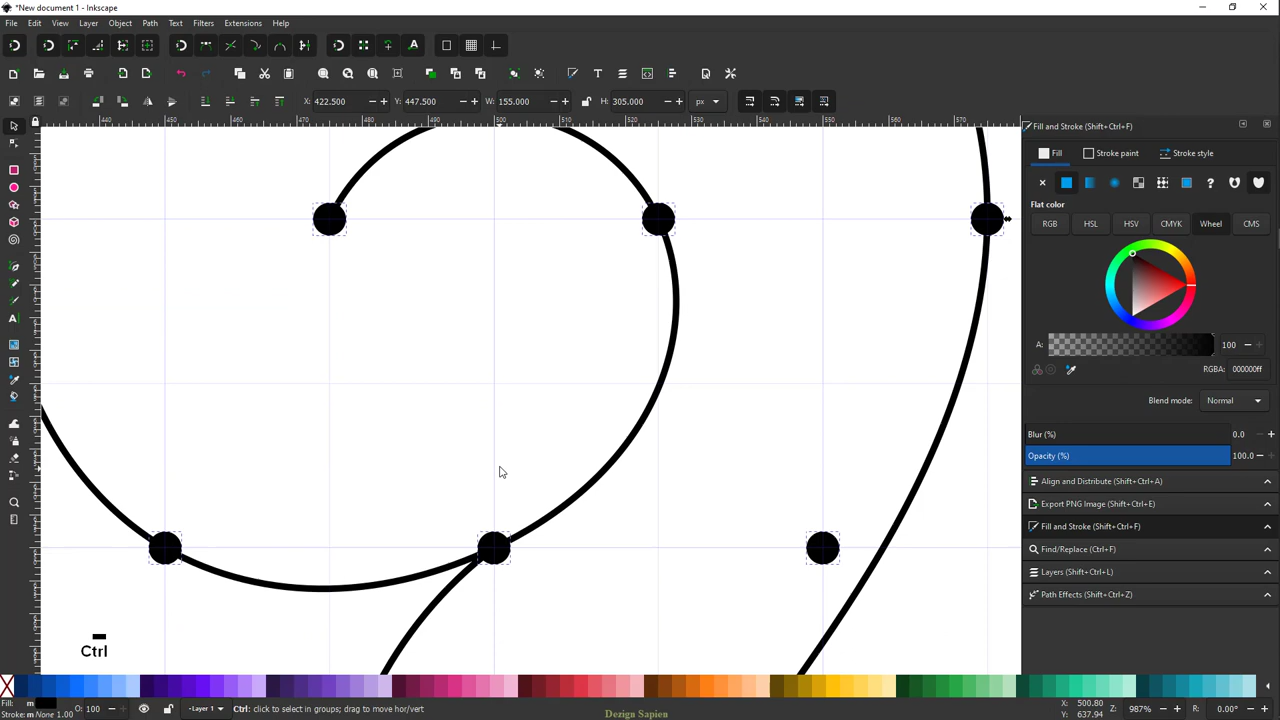 *New document 1 - Inkscape
File Edit View Layer Object Path Text Filters Extensions Help
X: 422.500 Y: 447.500 W: 155.000 H: 305.000 px
Fill and Stroke (Shift+Ctrl+F)
Fill Stroke paint Stroke style
Flat color
RGB HSL HSV CMYK Wheel CMS
A: 100
RGBA: 000000ff
Blend mode: Normal
Blur (%) 0.0
Opacity (%) 100.0
Align and Distribute (Shift+Ctrl+A)
Export PNG Image (Shift+Ctrl+E)
Fill and Stroke (Shift+Ctrl+F)
Find/Replace (Ctrl+F)
Layers (Shift+Ctrl+L)
Path Effects (Shift+Ctrl+Z)
Ctrl
Fill: m O: 100 -Layer 1 Ctrl: click to select in groups; drag to move hor/vert X: 500.80 Z: 987% R: 0.00°
Stroke: m None 1.00 Y: 637.94
Dezign Sapien